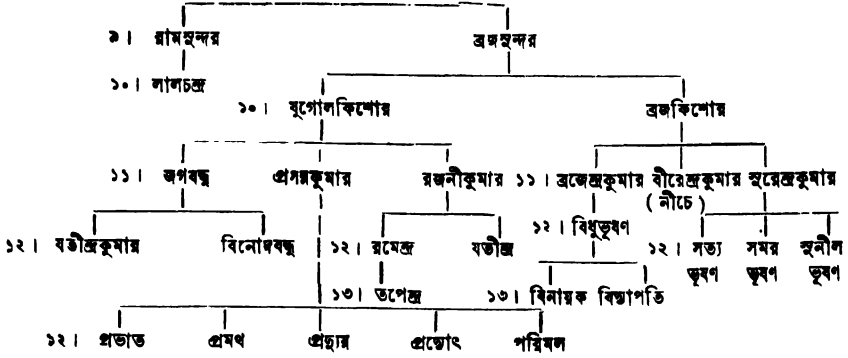 ৯। রামসুন্দর ব্রজসুন্দর
১০। লালচন্দ্র
১০। যুগোলকিশোর ব্রজকিশোর
১১। জগবন্ধু প্রসন্নকুমার রজনীকুমার ১১। ব্রজেন্দ্রকুমার বীরেন্দ্রকুমার সুরেন্দ্রকুমার
(নীচে)
১২। যতীন্দ্রকুমার বিনোদবন্ধু ১২। রমেন্দ্র যতীন্দ্র ১২। বিধুভূষণ ১২। সত্য সমর সুনীল
ভূষণ ভূষণ ভূষণ
১৩। তপেন্দ্র ১৩। বিনায়ক বিদ্যাপতি
১২। প্রভাত প্রমথ প্রদ্যুম্ন প্রদ্যোৎ পরিমল